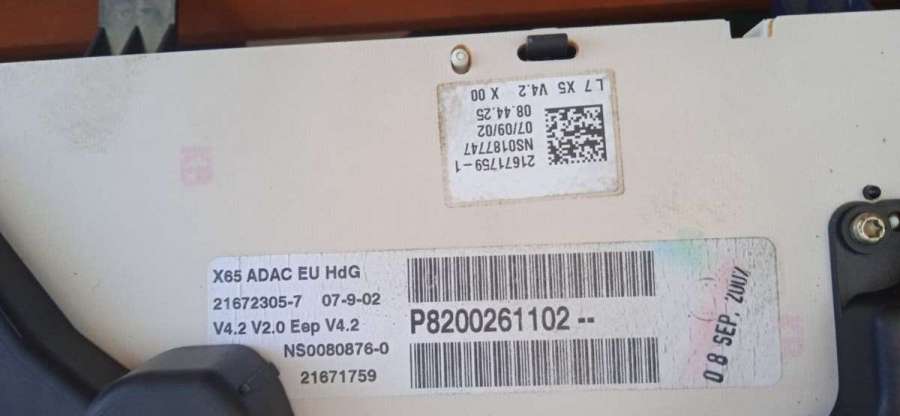 L7 X5 V4.2 X 00
08.44.25
07/09/02
NS0187747
21671759-1
X65 ADAC EU HdG
21672305-7 07-9-02
V4.2 V2.0 Eep V4.2
NS0080876-0
21671759
P8200261102 --
0 8 SEP. 2002